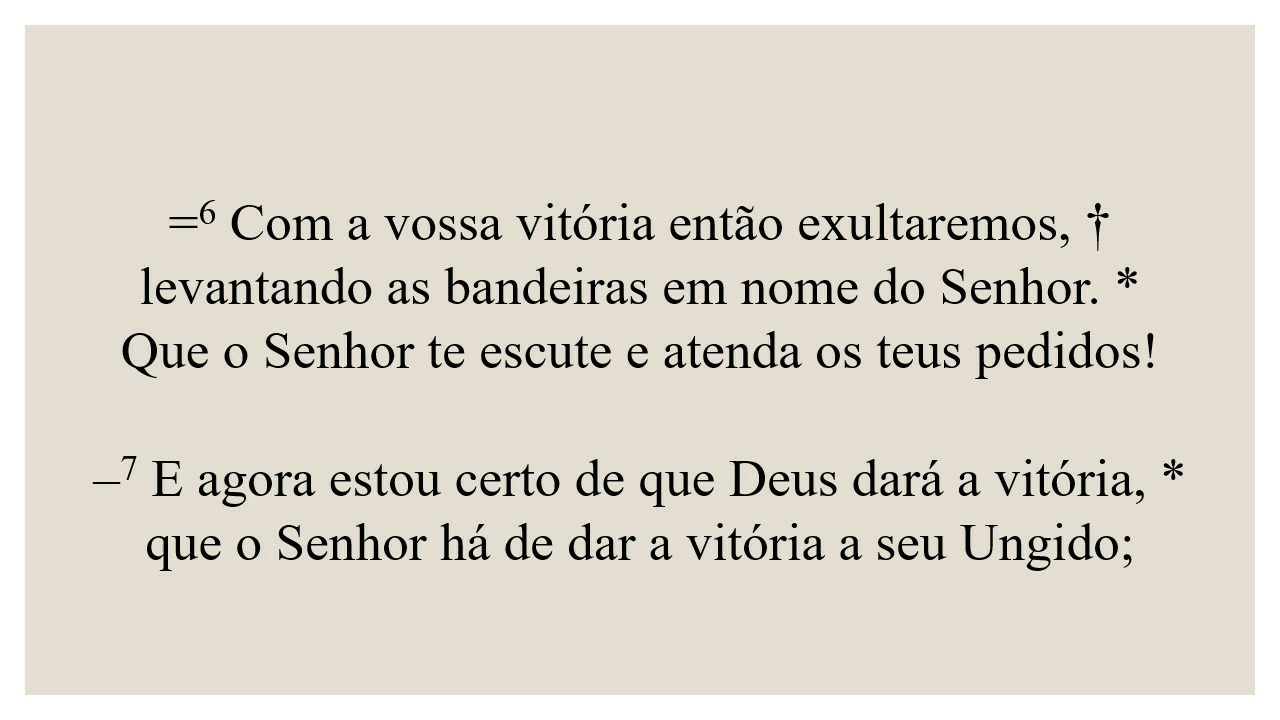 =⁶ Com a vossa vitória então exultaremos, †
levantando as bandeiras em nome do Senhor. *
Que o Senhor te escute e atenda os teus pedidos!
–⁷ E agora estou certo de que Deus dará a vitória, *
que o Senhor há de dar a vitória a seu Ungido;